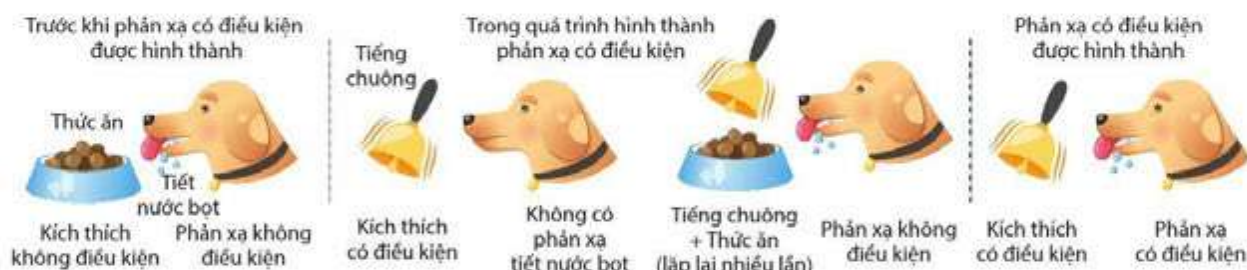 Trước khi phản xạ có điều kiện
được hình thành
Thức ăn
Tiết
nước bọt
Kích thích
không điều kiện
Phản xạ không
điều kiện
Trong quá trình hình thành
phản xạ có điều kiện
Tiếng
chuông
Kích thích
có điều kiện
Không có
phản xạ
tiết nước bọt
Tiếng chuông
+ Thức ăn
(lặp lại nhiều lần)
Phản xạ không
điều kiện
Phản xạ có điều kiện
được hình thành
Kích thích
có điều kiện
Phản xạ
có điều kiện